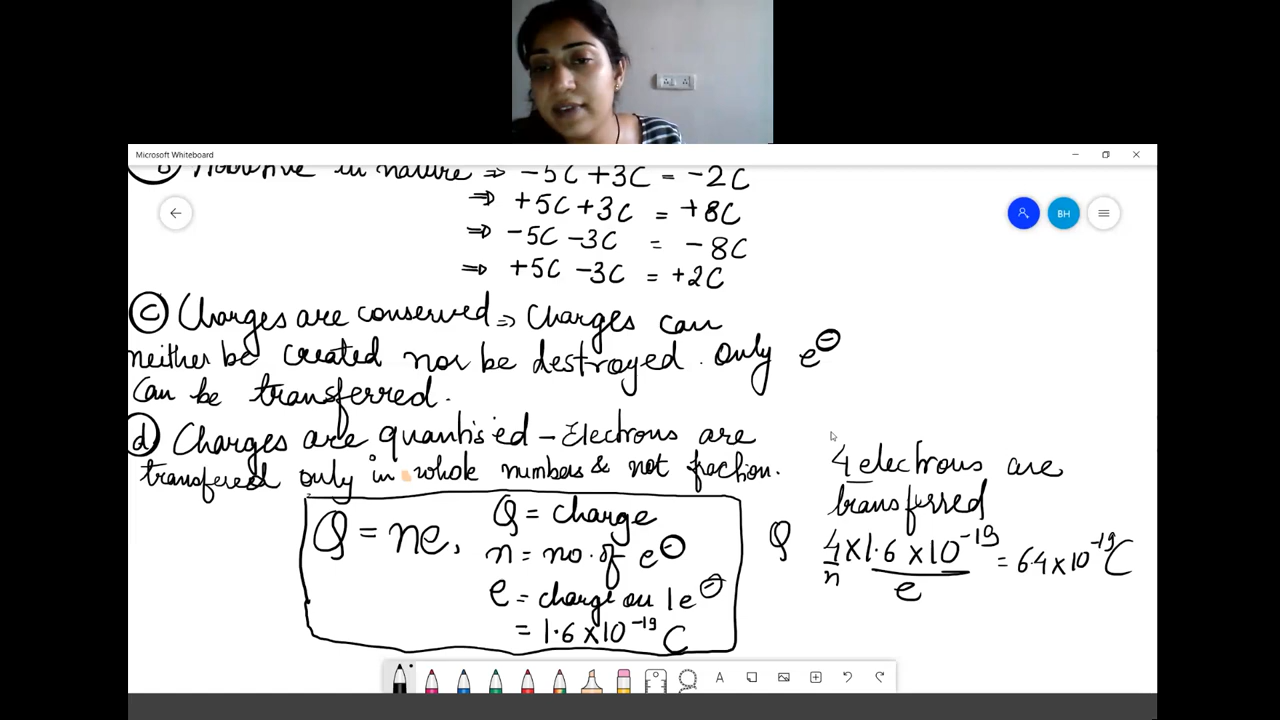 Microsoft Whiteboard
in nature ⇒ -5C +3C = -2C
BH
⇒ +5C +3C = +8C
⇒ -5C -3C = -8C
⇒ +5C -3C = +2C
c Charges are conserved ⇒ Charges can
neither be created nor be destroyed. Only e⊖
Can be transferred.
d Charges are quantised – Electrons are
transfered only in whole numbers & not fraction.
Q = ne, Q = charge
n = no. of e⊖
e = charge on 1e⊖
= 1.6 × 10⁻¹⁹ C
4 electrons are
transferred
Q 4 × 1.6 × 10⁻¹⁹ = 6.4 × 10⁻¹⁹ C
n e
A